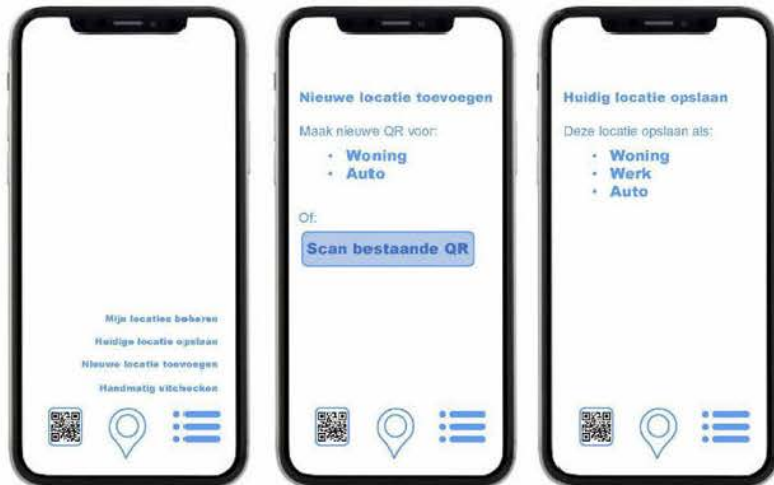 Mijn locaties beheren
Huidige locatie opslaan
Nieuwe locatie toevoegen
Handmatig uitchecken
Nieuwe locatie toevoegen
Maak nieuwe QR voor:
• Woning
• Auto
Of:
Scan bestaande QR
Huidig locatie opslaan
Deze locatie opslaan als:
• Woning
• Werk
• Auto